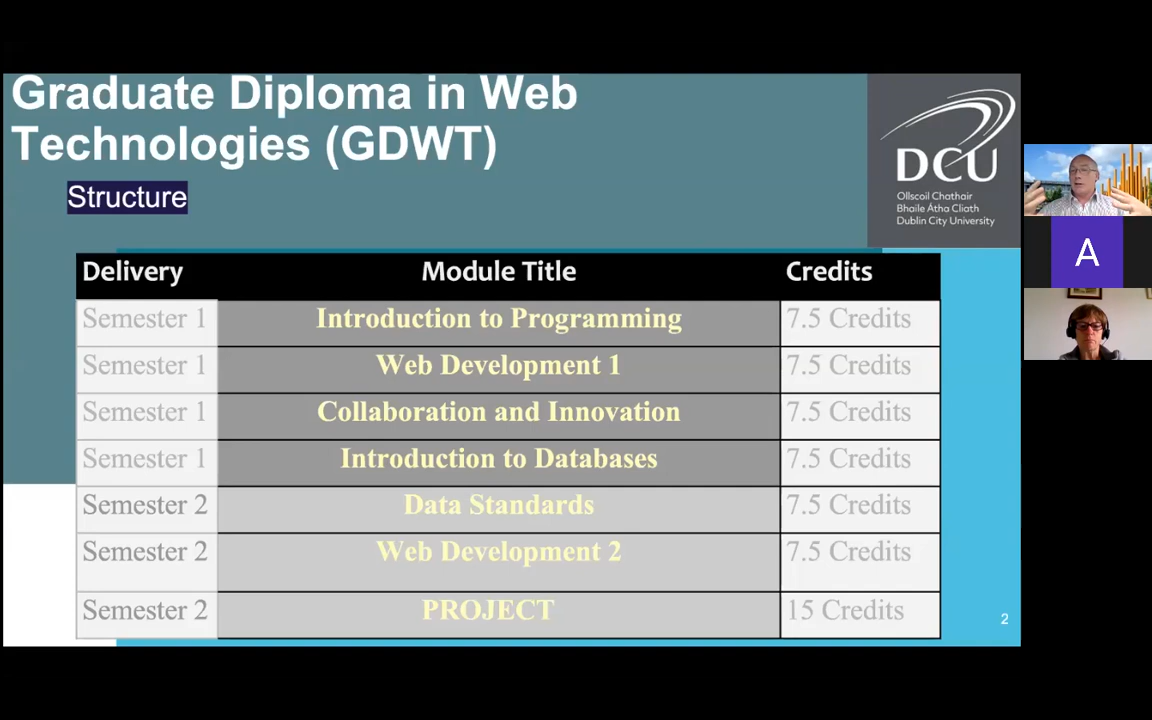 Graduate Diploma in Web
Technologies (GDWT)
Structure
DCU
Ollscoil Chathair
Bhaile Átha Cliath
Dublin City University
Delivery Module Title Credits
Semester 1 Introduction to Programming 7.5 Credits
Semester 1 Web Development 1 7.5 Credits
Semester 1 Collaboration and Innovation 7.5 Credits
Semester 1 Introduction to Databases 7.5 Credits
Semester 2 Data Standards 7.5 Credits
Semester 2 Web Development 2 7.5 Credits
Semester 2 PROJECT 15 Credits
2
A